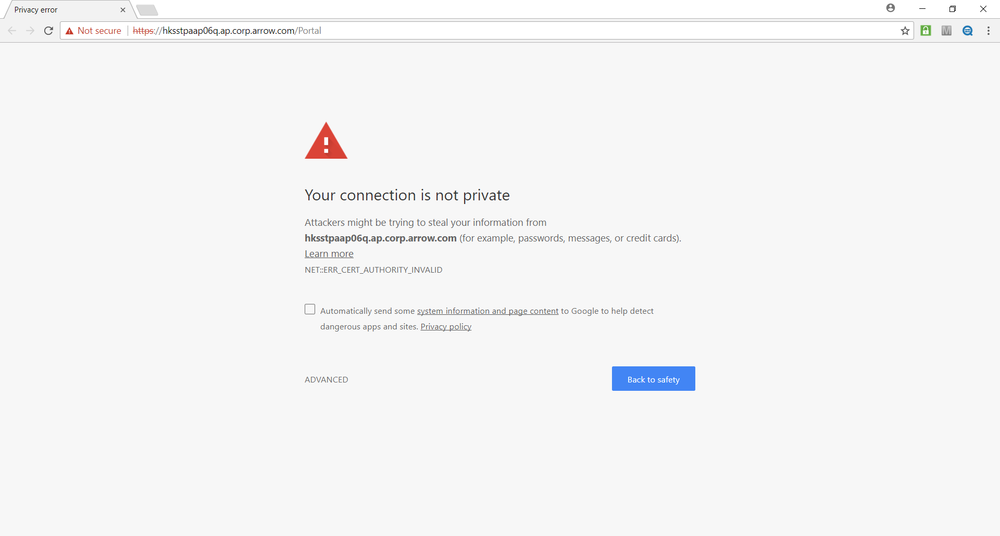 Privacy error
Not secure https://hksstpaap06q.ap.corp.arrow.com/Portal
M
Your connection is not private
Attackers might be trying to steal your information from
hksstpaap06q.ap.corp.arrow.com (for example, passwords, messages, or credit cards).
Learn more
NET::ERR_CERT_AUTHORITY_INVALID
Automatically send some system information and page content to Google to help detect
dangerous apps and sites. Privacy policy
ADVANCED
Back to safety